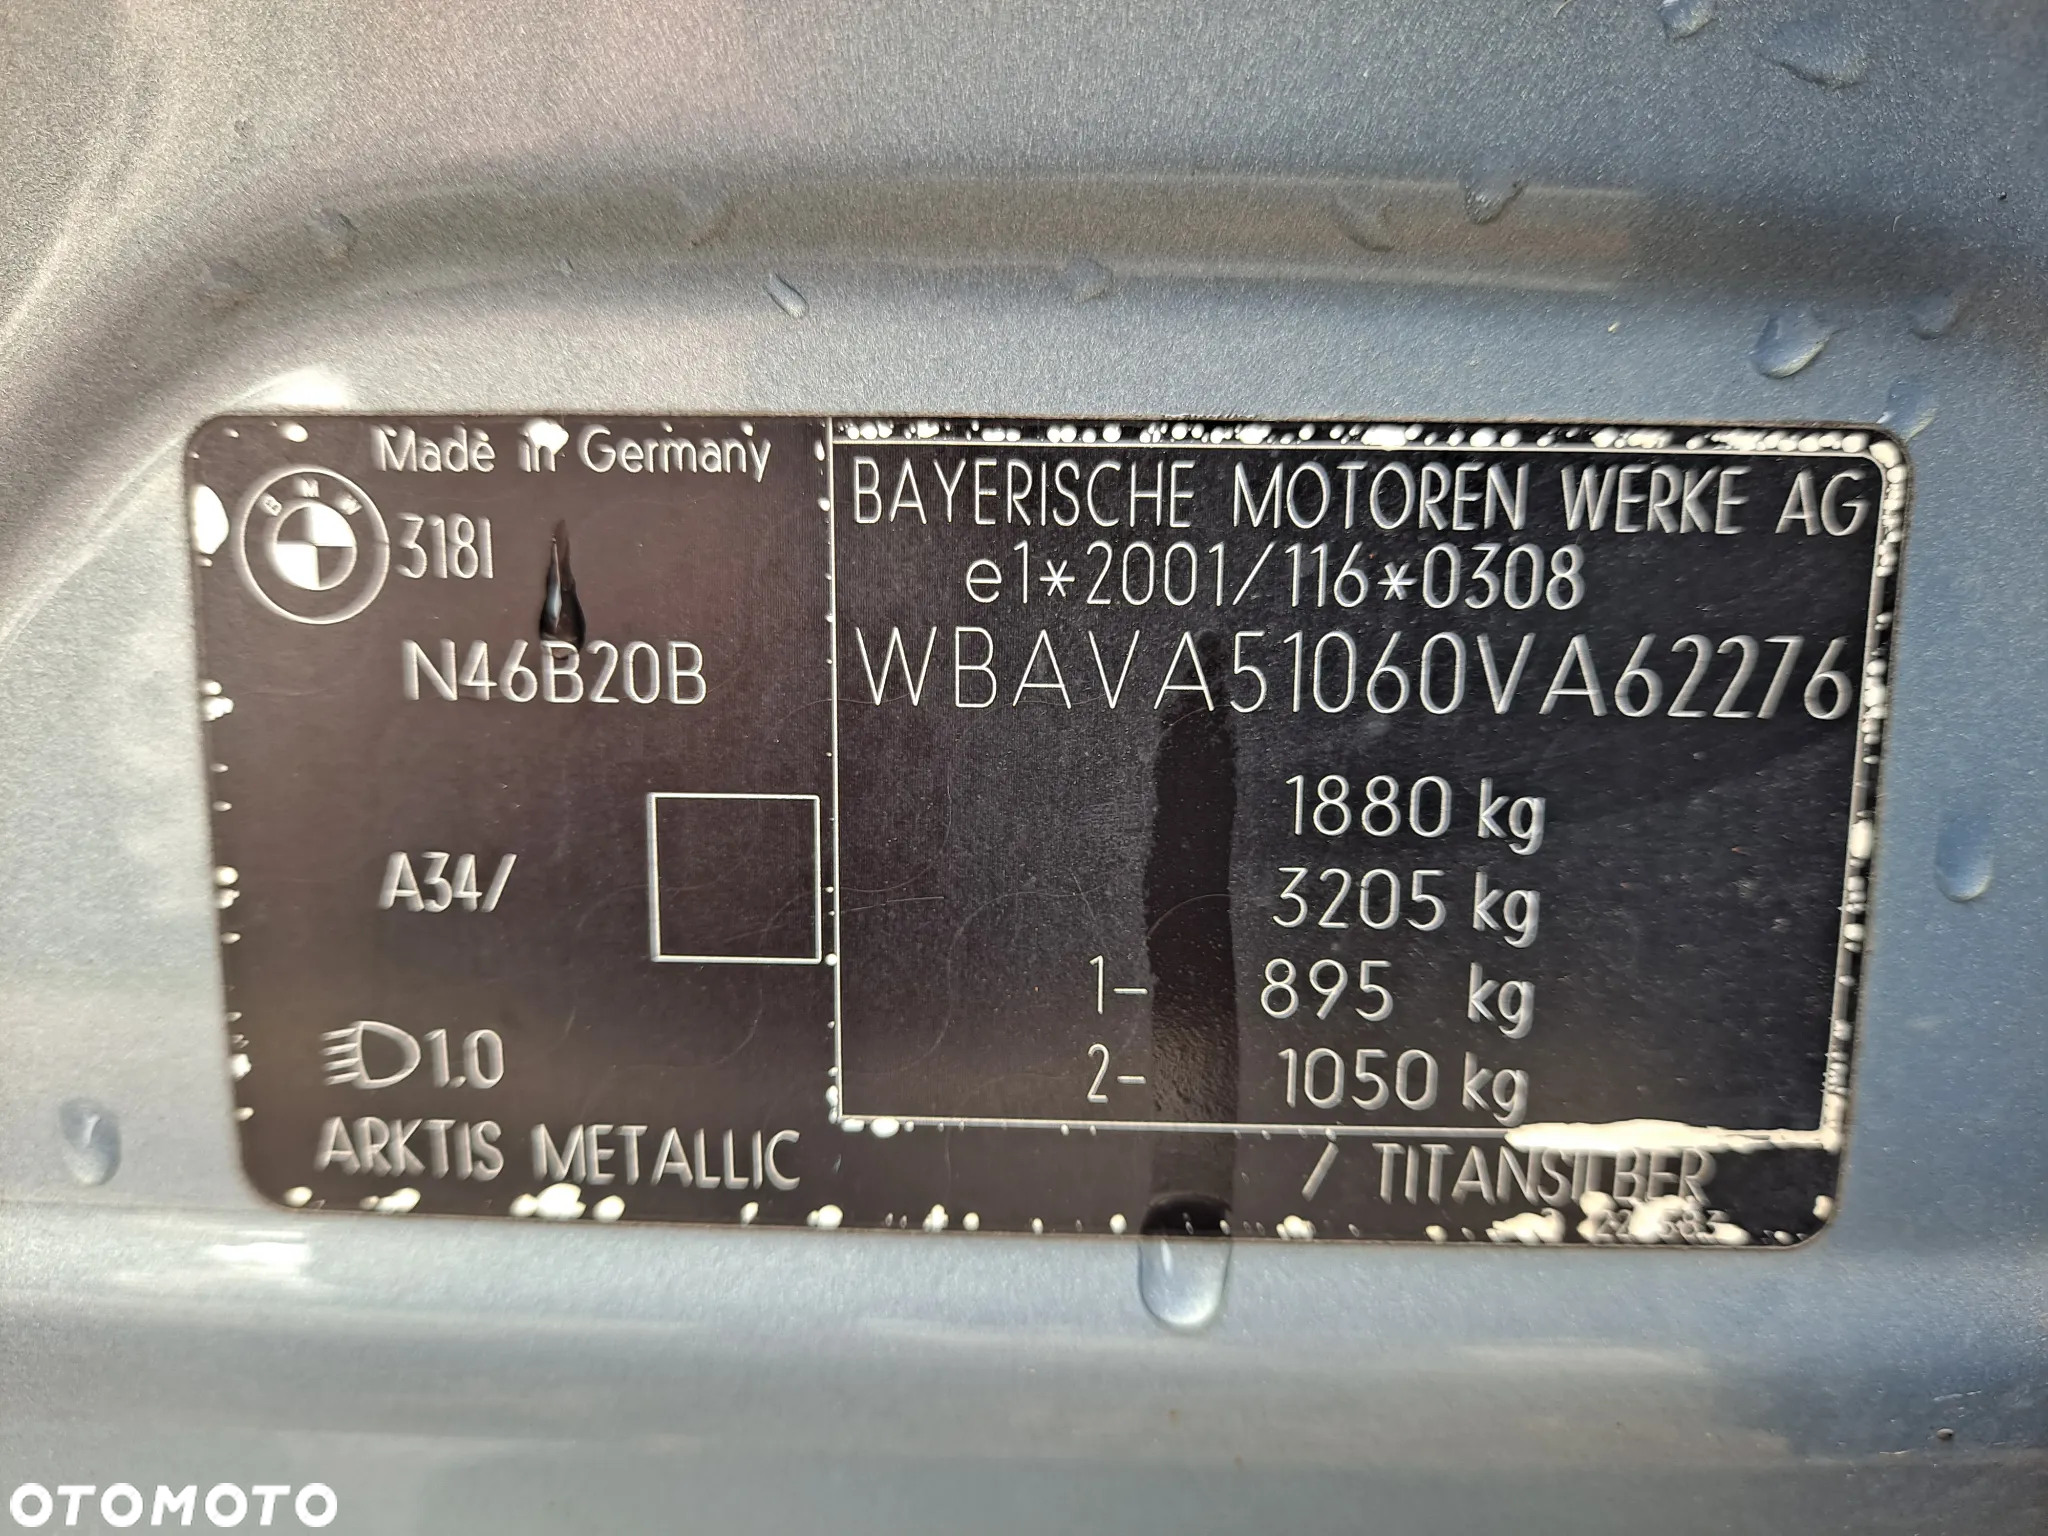 Made in Germany
BMW
318I
N46B20B
A34/
1.0
ARKTIS METALLIC
BAYERISCHE MOTOREN WERKE AG
e1*2001/116*0308
WBAVA51060VA62276
1880 kg
3205 kg
1- 895 kg
2- 1050 kg
/ TITANSILBER
OTOMOTO